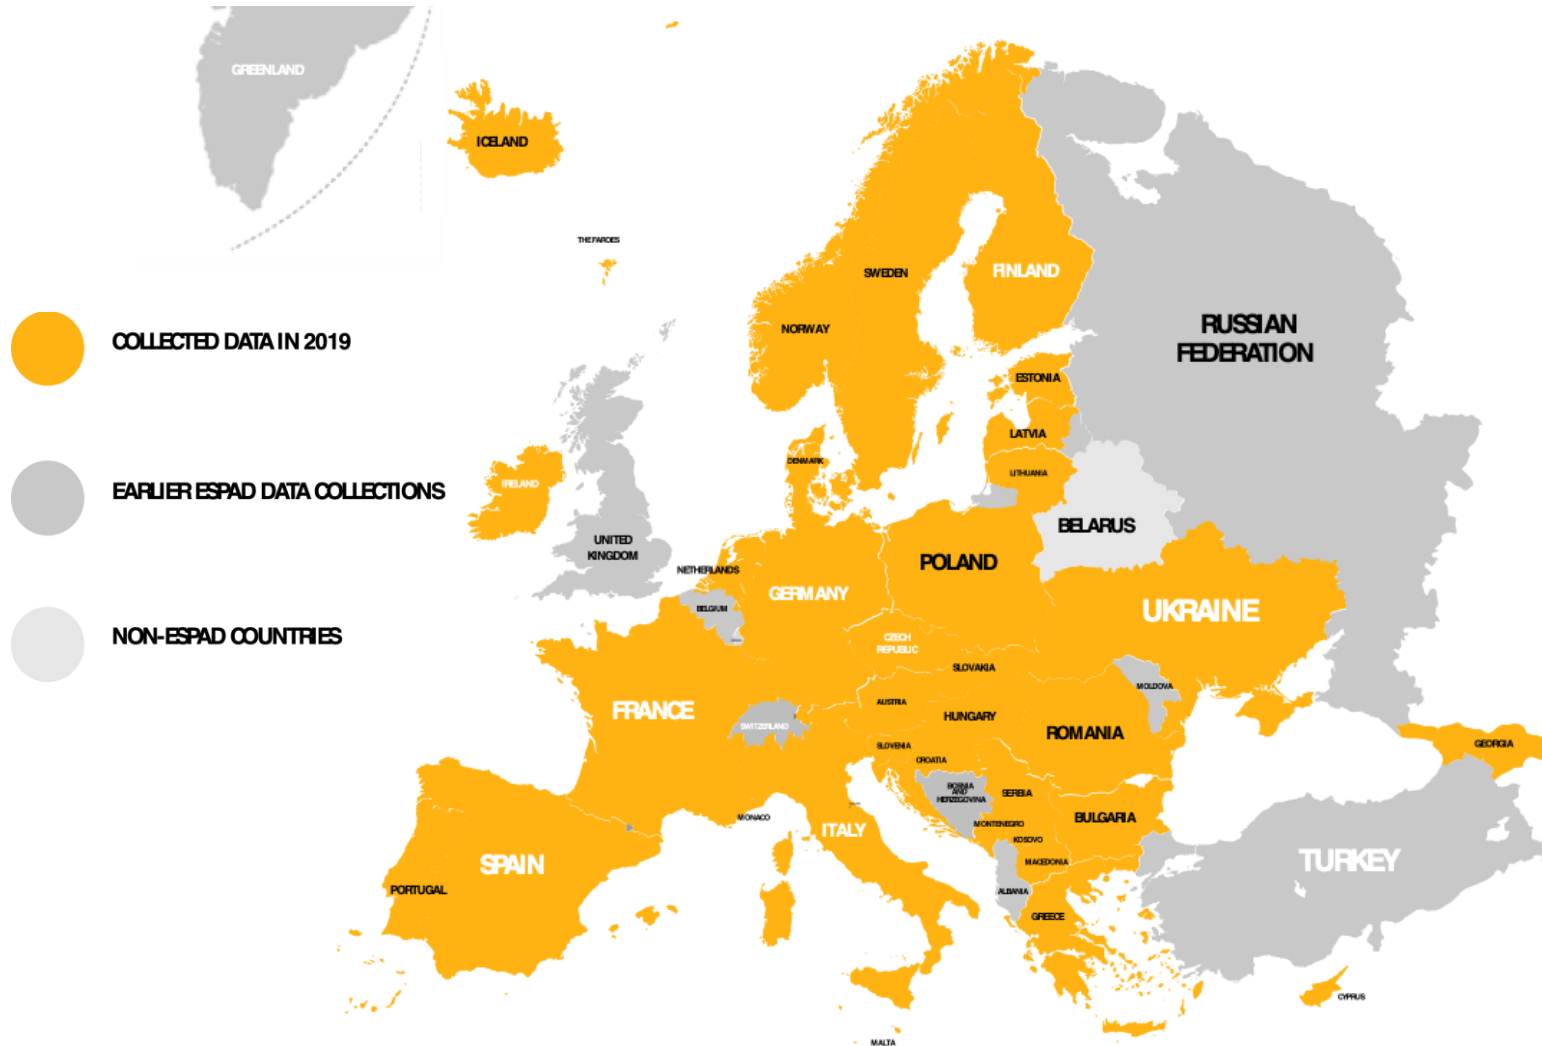 GREENLAND
ICELAND
THE FAROES
SWEDEN
FINLAND
NORWAY
RUSSIAN
FEDERATION
COLLECTED DATA IN 2019
ESTONIA
LATVIA
DENMARK
LITHUANIA
IRELAND
EARLIER ESPAD DATA COLLECTIONS
BELARUS
UNITED
KINGDOM
POLAND
NETHERLANDS
GERMANY
BELGIUM
UKRAINE
NON-ESPAD COUNTRIES
CZECH
REPUBLIC
SLOVAKIA
MOLDOVA
AUSTRIA
FRANCE
HUNGARY
SWITZERLAND
ROMANIA
SLOVENIA
GEORGIA
CROATIA
BOSNIA
AND
HERZEGOVINA
SERBIA
MONACO
MONTENEGRO
BULGARIA
ITALY
KOSOVO
SPAIN
MACEDONIA
TURKEY
PORTUGAL
ALBANIA
GREECE
CYPRUS
MALTA